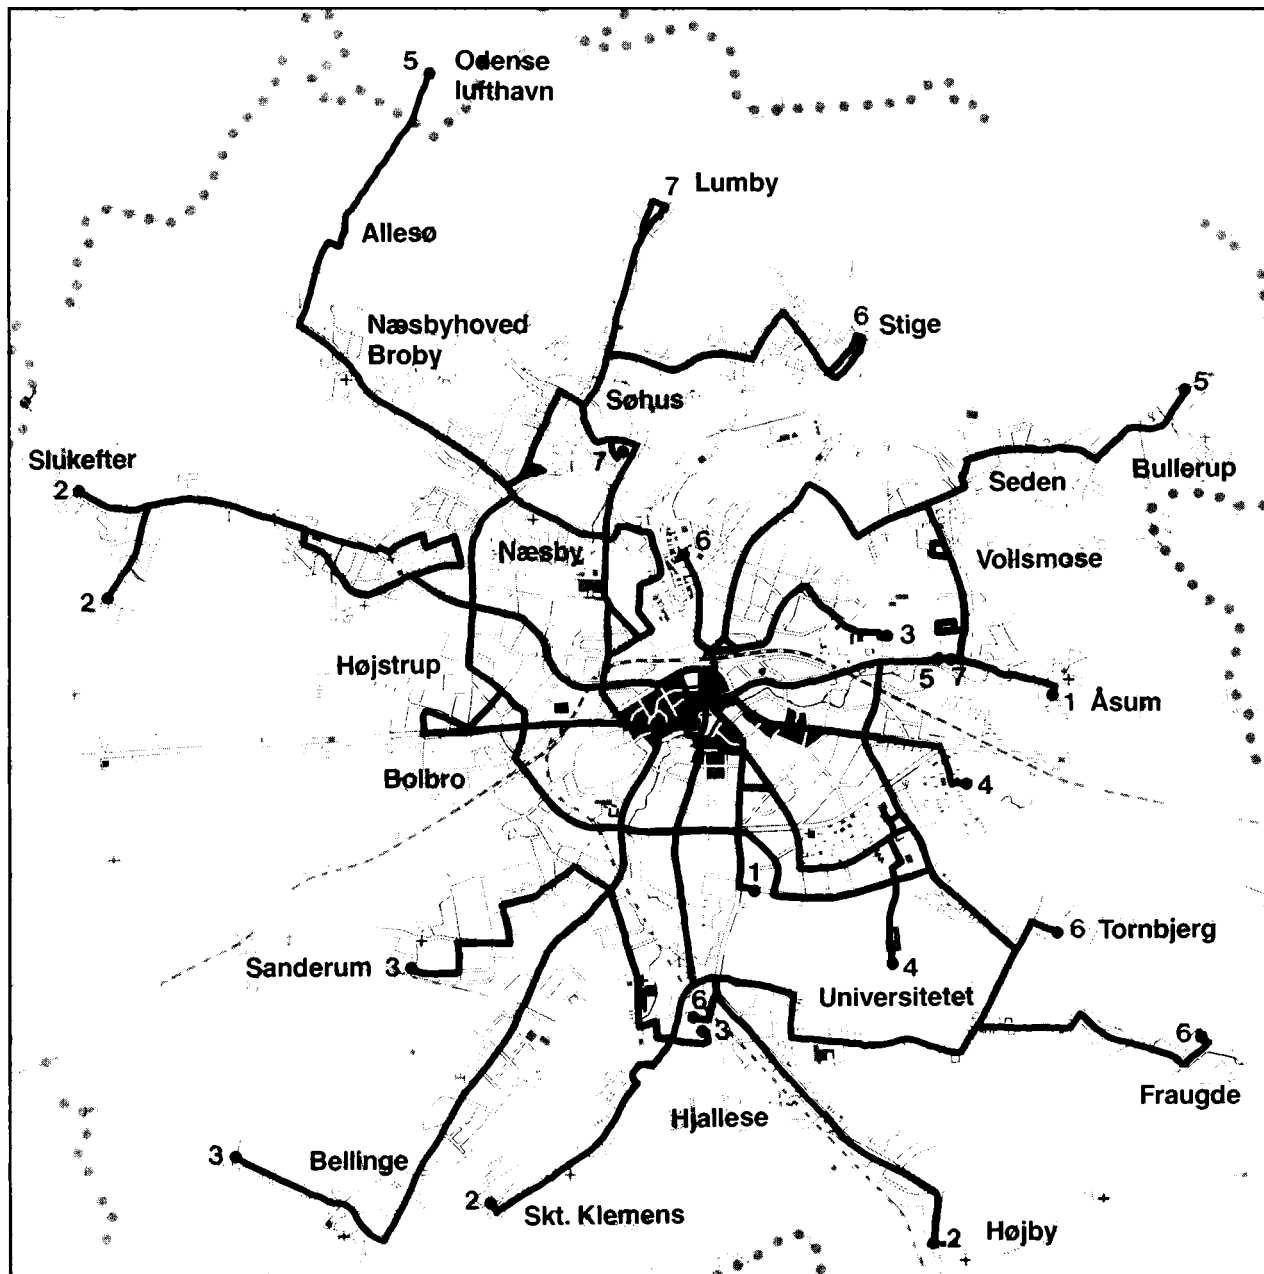 5 Odense
lufthavn
7 Lumby
Allesø
Næsbyhoved
Broby
6 Stige
Søhus
5
7
Slukefter
2
Seden
Bullerup
Næsby
6
Vollsmose
2
3
Højstrup
5 7
1 Åsum
Bolbro
4
1
6 Tornbjerg
Sanderum 3
4
Universitetet
6
3
6
Fraugde
Hjallese
3
Bellinge
2
Skt. Klemens
2 Højby